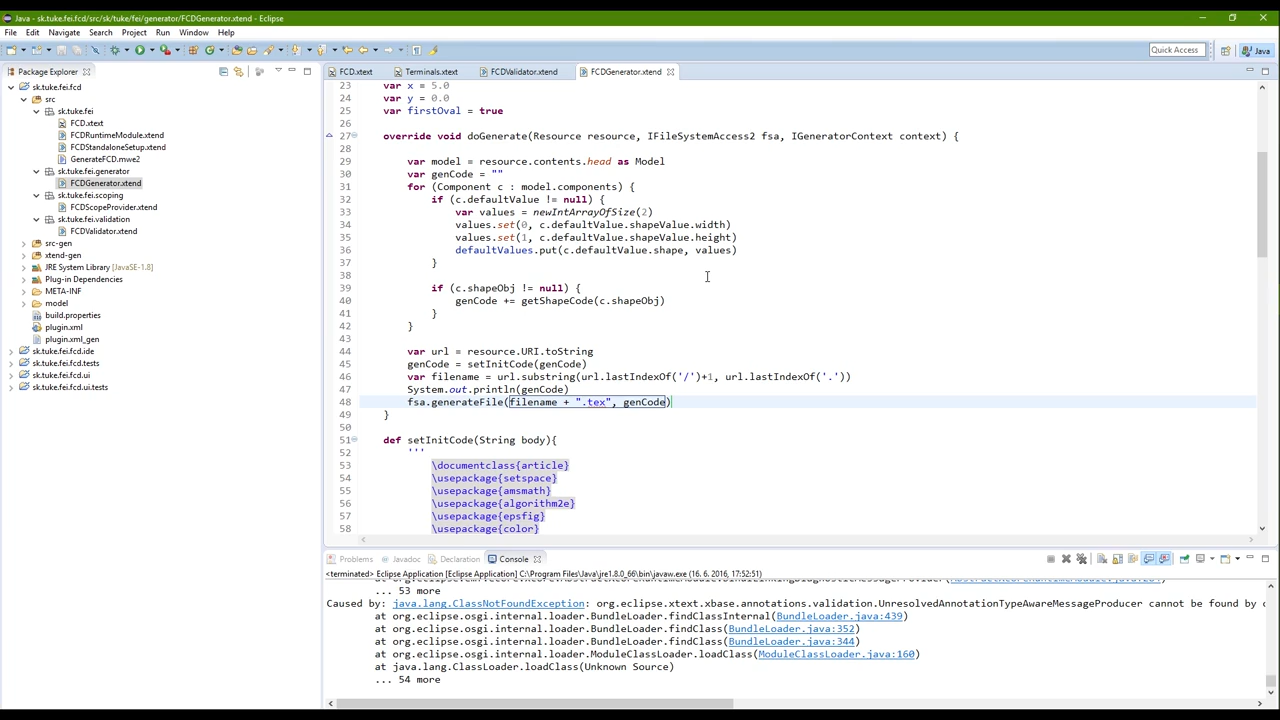 Java - sk.tuke.fei.fcd/src/sk/tuke/fei/generator/FCDGenerator.xtend - Eclipse
File Edit Navigate Search Project Run Window Help
Quick Access Java
Package Explorer
FCD.xtext Terminals.xtext FCDValidator.xtend FCDGenerator.xtend
sk.tuke.fei.fcd
src
sk.tuke.fei
FCD.xtext
FCDRuntimeModule.xtend
FCDStandaloneSetup.xtend
GenerateFCD.mwe2
sk.tuke.fei.generator
FCDGenerator.xtend
sk.tuke.fei.scoping
FCDScopeProvider.xtend
sk.tuke.fei.validation
FCDValidator.xtend
src-gen
xtend-gen
JRE System Library [JavaSE-1.8]
Plug-in Dependencies
META-INF
model
build.properties
plugin.xml
plugin.xml_gen
sk.tuke.fei.fcd.ide
sk.tuke.fei.fcd.tests
sk.tuke.fei.fcd.ui
sk.tuke.fei.fcd.ui.tests
23 var x = 5.0
24 var y = 0.0
25 var firstOval = true
26
27 override void doGenerate(Resource resource, IFileSystemAccess2 fsa, IGeneratorContext context) {
28
29 var model = resource.contents.head as Model
30 var genCode = ""
31 for (Component c : model.components) {
32 if (c.defaultValue != null) {
33 var values = newIntArrayOfSize(2)
34 values.set(0, c.defaultValue.shapeValue.width)
35 values.set(1, c.defaultValue.shapeValue.height)
36 defaultValues.put(c.defaultValue.shape, values)
37 }
38
39 if (c.shapeObj != null) {
40 genCode += getShapeCode(c.shapeObj)
41 }
42 }
43
44 var url = resource.URI.toString
45 genCode = setInitCode(genCode)
46 var filename = url.substring(url.lastIndexOf('/')+1, url.lastIndexOf('.'))
47 System.out.println(genCode)
48 fsa.generateFile(filename + ".tex", genCode)
49 }
50
51 def setInitCode(String body){
52 '''
53 \documentclass{article}
54 \usepackage{setspace}
55 \usepackage{amsmath}
56 \usepackage{algorithm2e}
57 \usepackage{epsfig}
58 \usepackage{color}
Problems Javadoc Declaration Console
<terminated> Eclipse Application [Eclipse Application] C:\Program Files\Java\jre1.8.0_66\bin\javaw.exe (16. 6. 2016, 17:52:51)
... 53 more
Caused by: java.lang.ClassNotFoundException: org.eclipse.xtext.xbase.annotations.validation.UnresolvedAnnotationTypeAwareMessageProducer cannot be found by
at org.eclipse.osgi.internal.loader.BundleLoader.findClassInternal(BundleLoader.java:439)
at org.eclipse.osgi.internal.loader.BundleLoader.findClass(BundleLoader.java:352)
at org.eclipse.osgi.internal.loader.BundleLoader.findClass(BundleLoader.java:344)
at org.eclipse.osgi.internal.loader.ModuleClassLoader.loadClass(ModuleClassLoader.java:160)
at java.lang.ClassLoader.loadClass(Unknown Source)
... 54 more